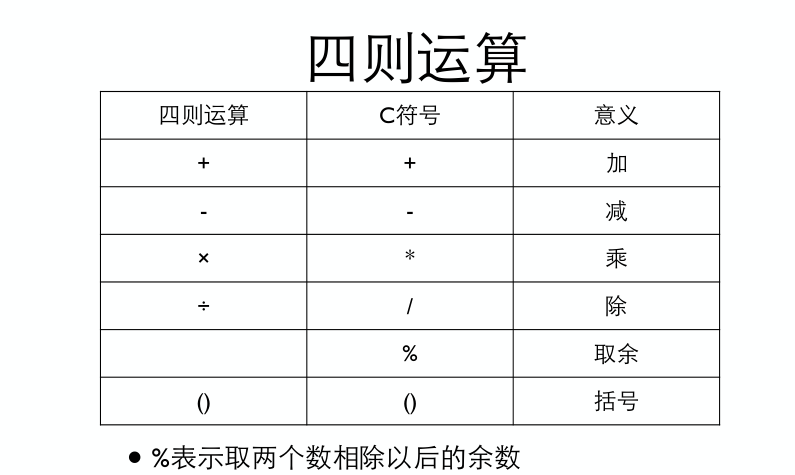 四则运算
四则运算 C符号 意义
+ + 加
- - 减
× * 乘
÷ / 除
% 取余
() () 括号
● %表示取两个数相除以后的余数